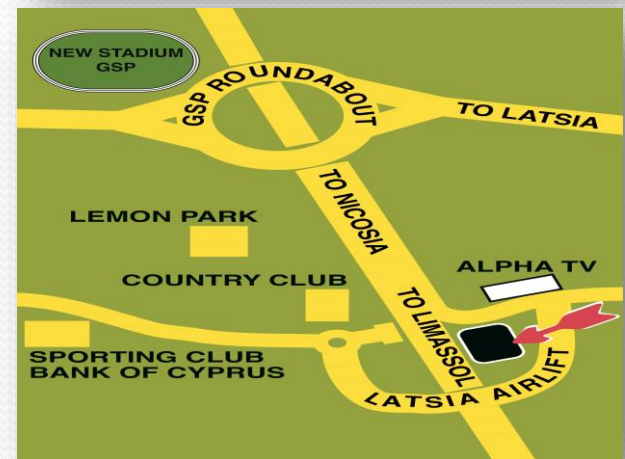 NEW STADIUM
GSP
GSP ROUNDABOUT
TO LATSIA
TO NICOSIA
LEMON PARK
COUNTRY CLUB
ALPHA TV
TO LIMASSOL
SPORTING CLUB
BANK OF CYPRUS
LATSIA AIRLIFT